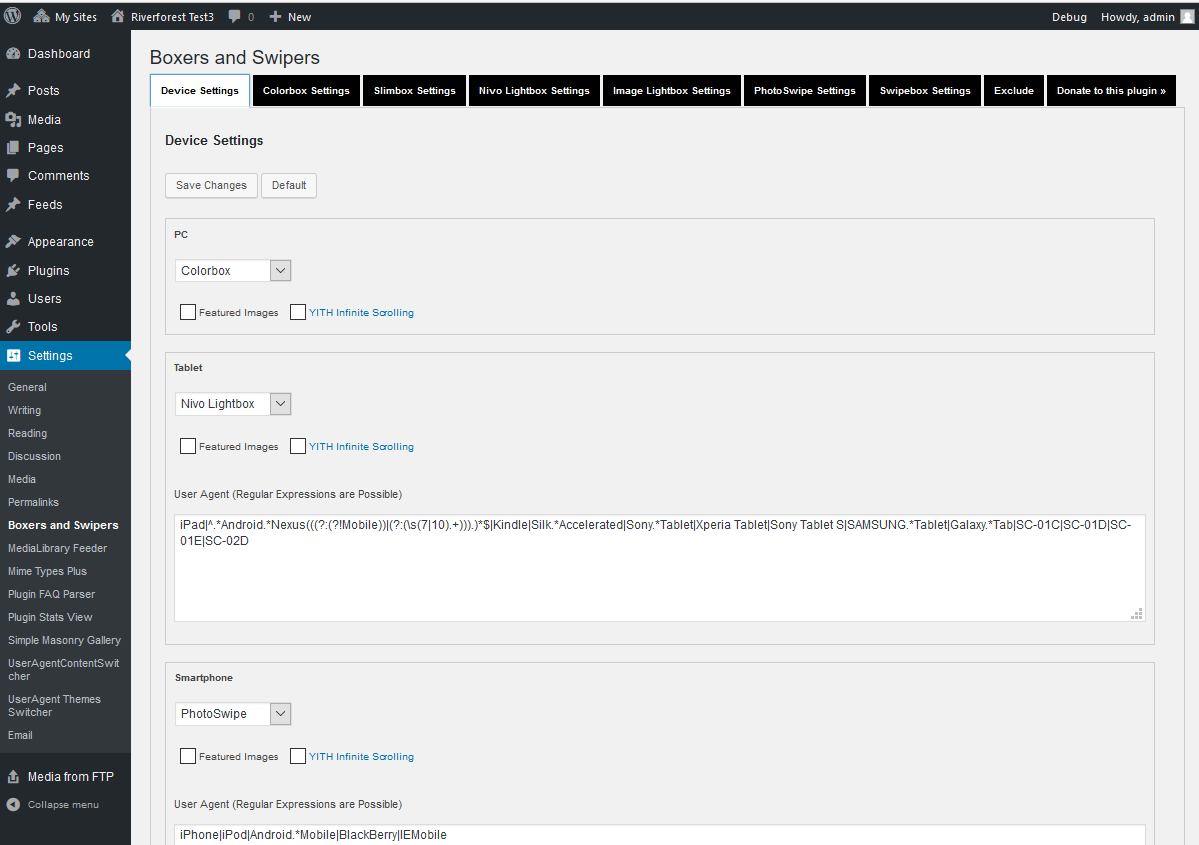 My Sites Riverforest Test3 0 New Debug Howdy, admin
Dashboard
Posts
Media
Pages
Comments
Feeds
Appearance
Plugins
Users
Tools
Settings
General
Writing
Reading
Discussion
Media
Permalinks
Boxers and Swipers
MediaLibrary Feeder
Mime Types Plus
Plugin FAQ Parser
Plugin Stats View
Simple Masonry Gallery
UserAgentContentSwit
cher
UserAgent Themes
Switcher
Email
Media from FTP
Collapse menu
Boxers and Swipers
Device Settings Colorbox Settings Slimbox Settings Nivo Lightbox Settings Image Lightbox Settings PhotoSwipe Settings Swipebox Settings Exclude Donate to this plugin »
Device Settings
Save Changes Default
PC
Colorbox
Featured Images YITH Infinite Scrolling
Tablet
Nivo Lightbox
Featured Images YITH Infinite Scrolling
User Agent (Regular Expressions are Possible)
iPad|^.*Android.*Nexus(((?:(?!Mobile))|(?:(\s(7|10).+))).)*$|Kindle|Silk.*Accelerated|Sony.*Tablet|Xperia Tablet|Sony Tablet S|SAMSUNG.*Tablet|Galaxy.*Tab|SC-01C|SC-01D|SC-
01E|SC-02D
Smartphone
PhotoSwipe
Featured Images YITH Infinite Scrolling
User Agent (Regular Expressions are Possible)
iPhone|iPod|Android.*Mobile|BlackBerry|IEMobile